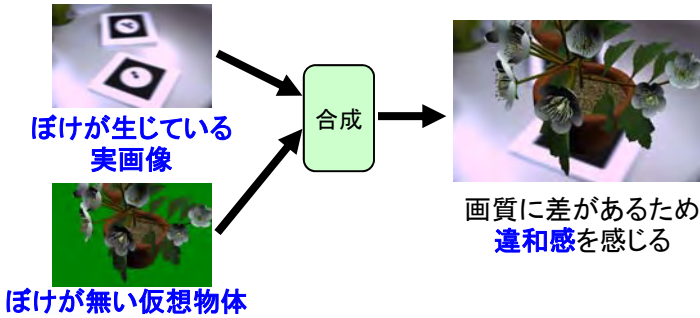 ぼけが生じている
実画像
合成
ぼけが無い仮想物体
画質に差があるため
違和感を感じる